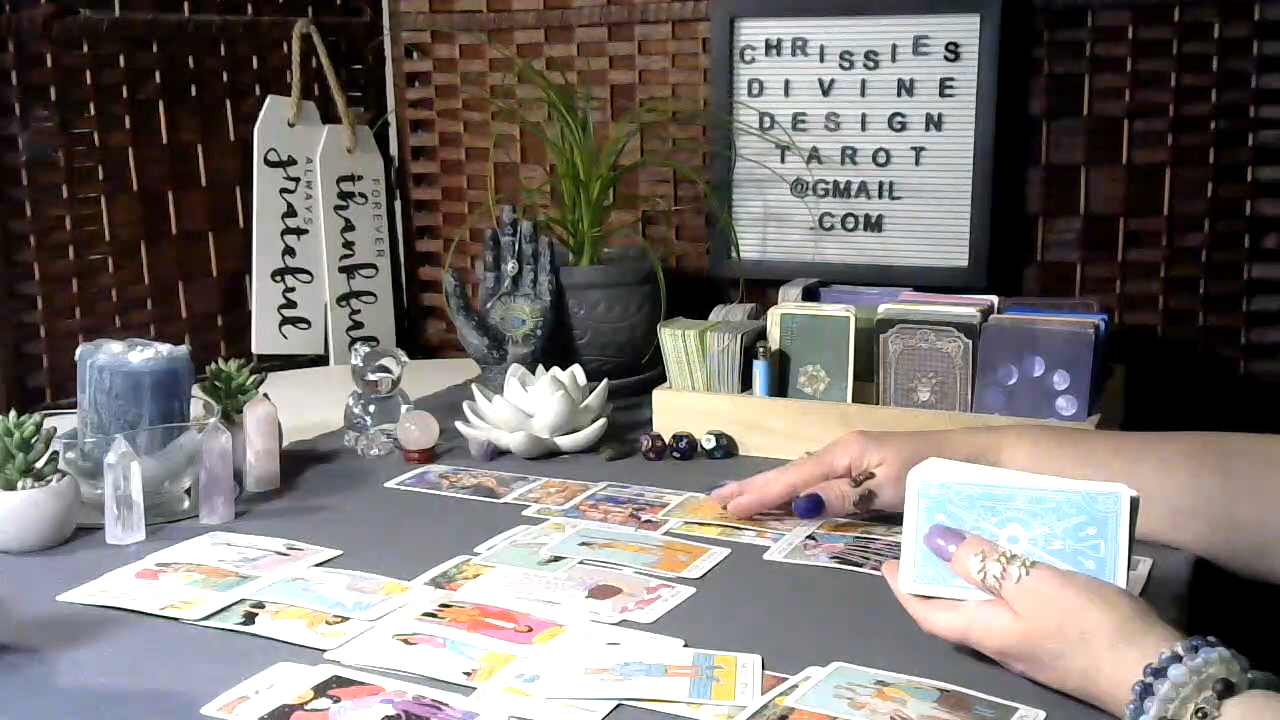 ALWAYS
grateful
FOREVER
thankful
CHRISSIES
DIVINE
DESIGN
TAROT
@GMAIL
.COM